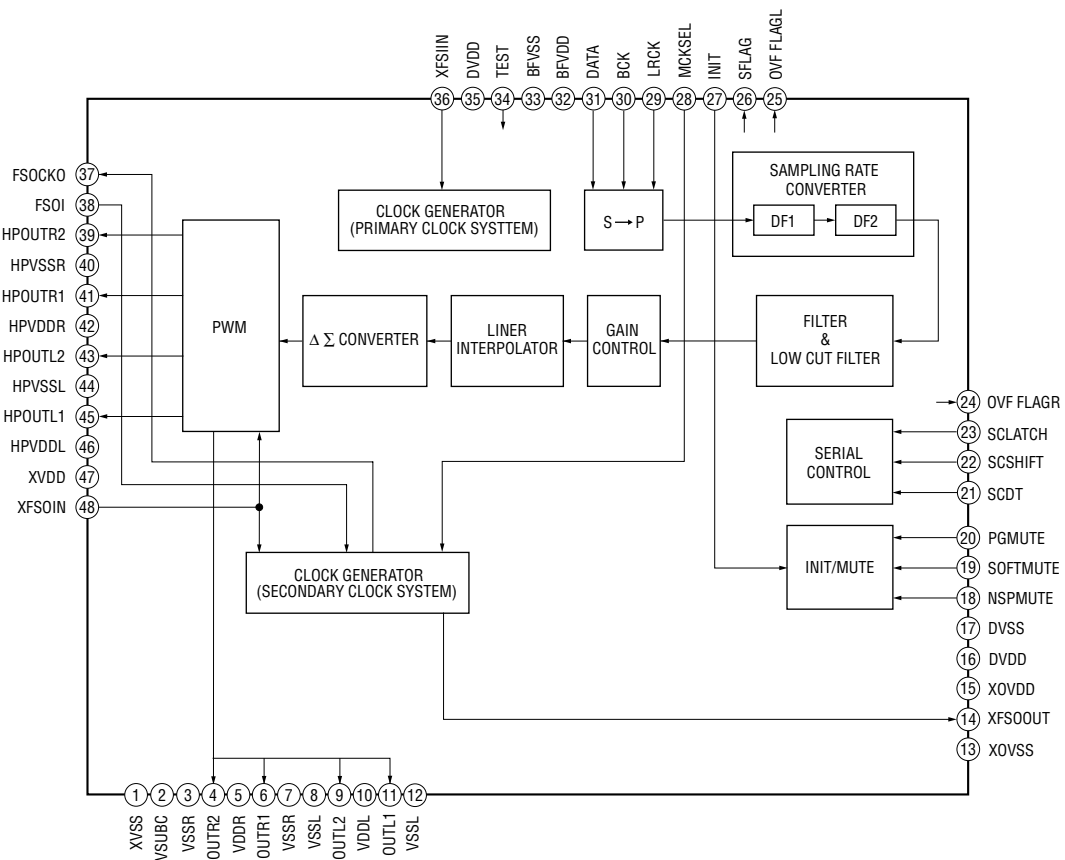 XFSIIN
DVDD
TEST
BFVSS
BFVDD
DATA
BCK
LRCK
MCKSEL
INIT
SFLAG
OVF FLAGL
36
35
34
33
32
31
30
29
28
27
26
25
FSOCKO 37
FSOI 38
HPOUTR2 39
HPVSSR 40
HPOUTR1 41
HPVDDR 42
HPOUTL2 43
HPVSSL 44
HPOUTL1 45
HPVDDL 46
XVDD 47
XFSOIN 48
CLOCK GENERATOR
(PRIMARY CLOCK SYSTTEM)
S→P
SAMPLING RATE
CONVERTER
DF1
DF2
PWM
Δ Σ CONVERTER
LINER
INTERPOLATOR
GAIN
CONTROL
FILTER
&
LOW CUT FILTER
SERIAL
CONTROL
INIT/MUTE
CLOCK GENERATOR
(SECONDARY CLOCK SYSTEM)
24 OVF FLAGR
23 SCLATCH
22 SCSHIFT
21 SCDT
20 PGMUTE
19 SOFTMUTE
18 NSPMUTE
17 DVSS
16 DVDD
15 XOVDD
14 XFSOOUT
13 XOVSS
1
2
3
4
5
6
7
8
9
10
11
12
XVSS
VSUBC
VSSR
OUTR2
VDDR
OUTR1
VSSR
VSSL
OUTL2
VDDL
OUTL1
VSSL